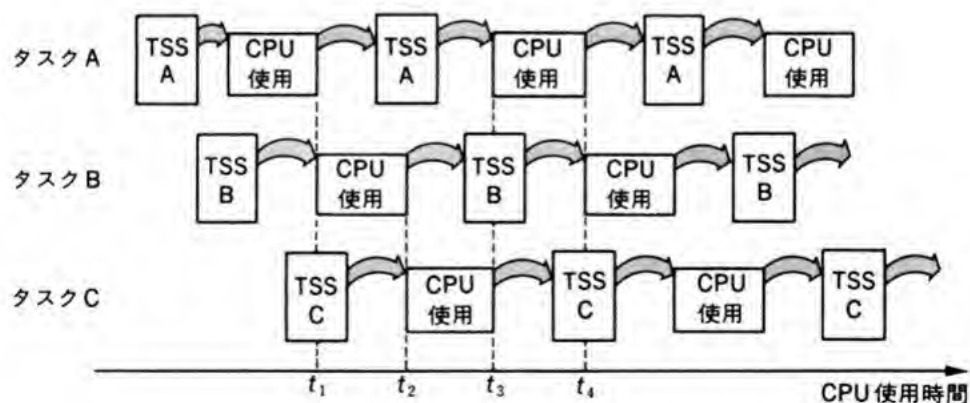 タスクA
TSS
A
CPU
使用
TSS
A
CPU
使用
TSS
A
CPU
使用
タスクB
TSS
B
CPU
使用
TSS
B
CPU
使用
TSS
B
タスクC
TSS
C
CPU
使用
TSS
C
CPU
使用
TSS
C
t₁ t₂ t₃ t₄
CPU使用時間